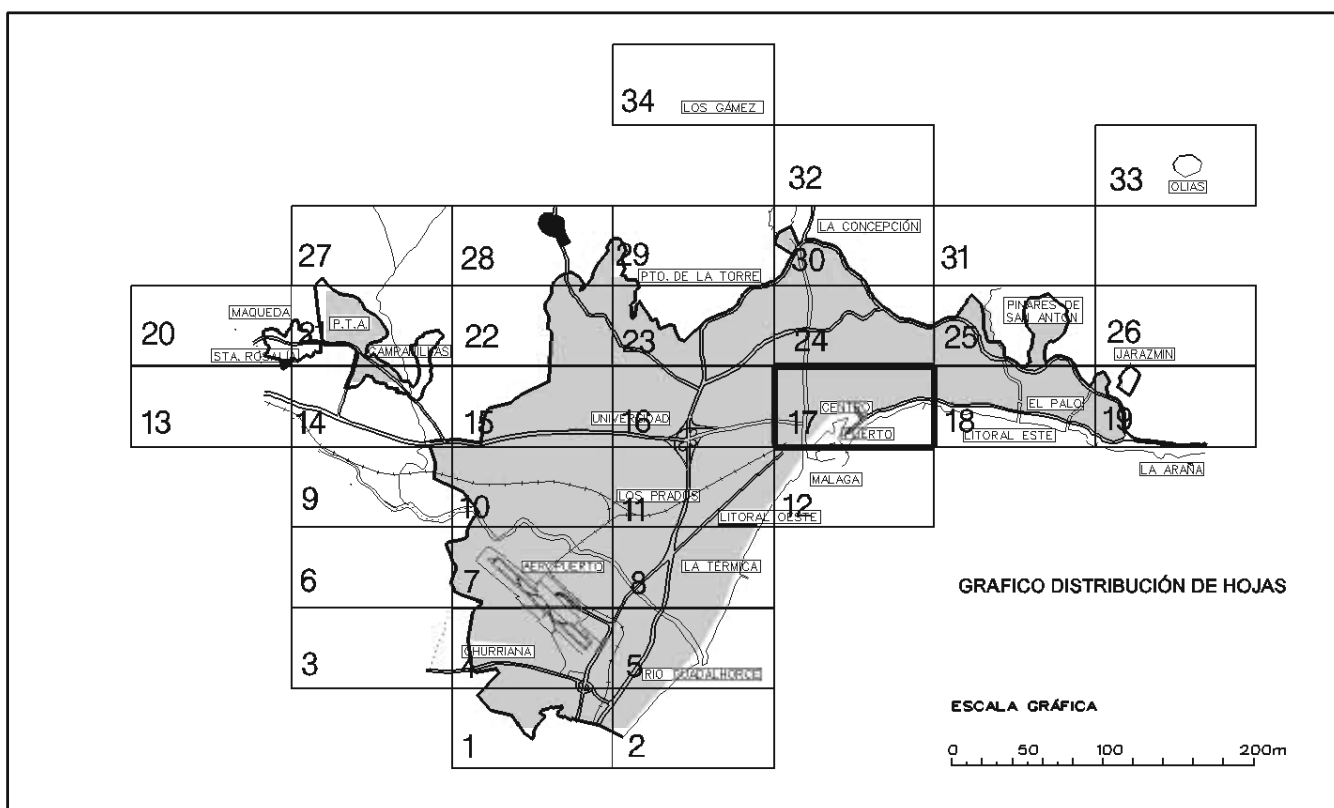 34
LOS GÁMEZ
32
33
OLIAS
LA CONCEPCIÓN
27
28
29
30
31
PTO. DE LA TORRE
PINARES DE
SAN ANTÓN
MAQUEDA
20
P.T.A.
21
22
23
24
25
26
STA. ROSALIA
CAMPANILLAS
JARAZMIN
13
14
15
UNIVERSIDAD
16
17
CENTRO
PUERTO
18
EL PALO
LITORAL ESTE
19
LA ARAÑA
MALAGA
9
10
LOS PRADOS
11
LITORAL OESTE
12
6
7
AEROPUERTO
8
LA TÉRMICA
GRAFICO DISTRIBUCIÓN DE HOJAS
3
CHURRIANA
5
RIO GUADALHORCE
1
2
ESCALA GRÁFICA
0 50 100 200m